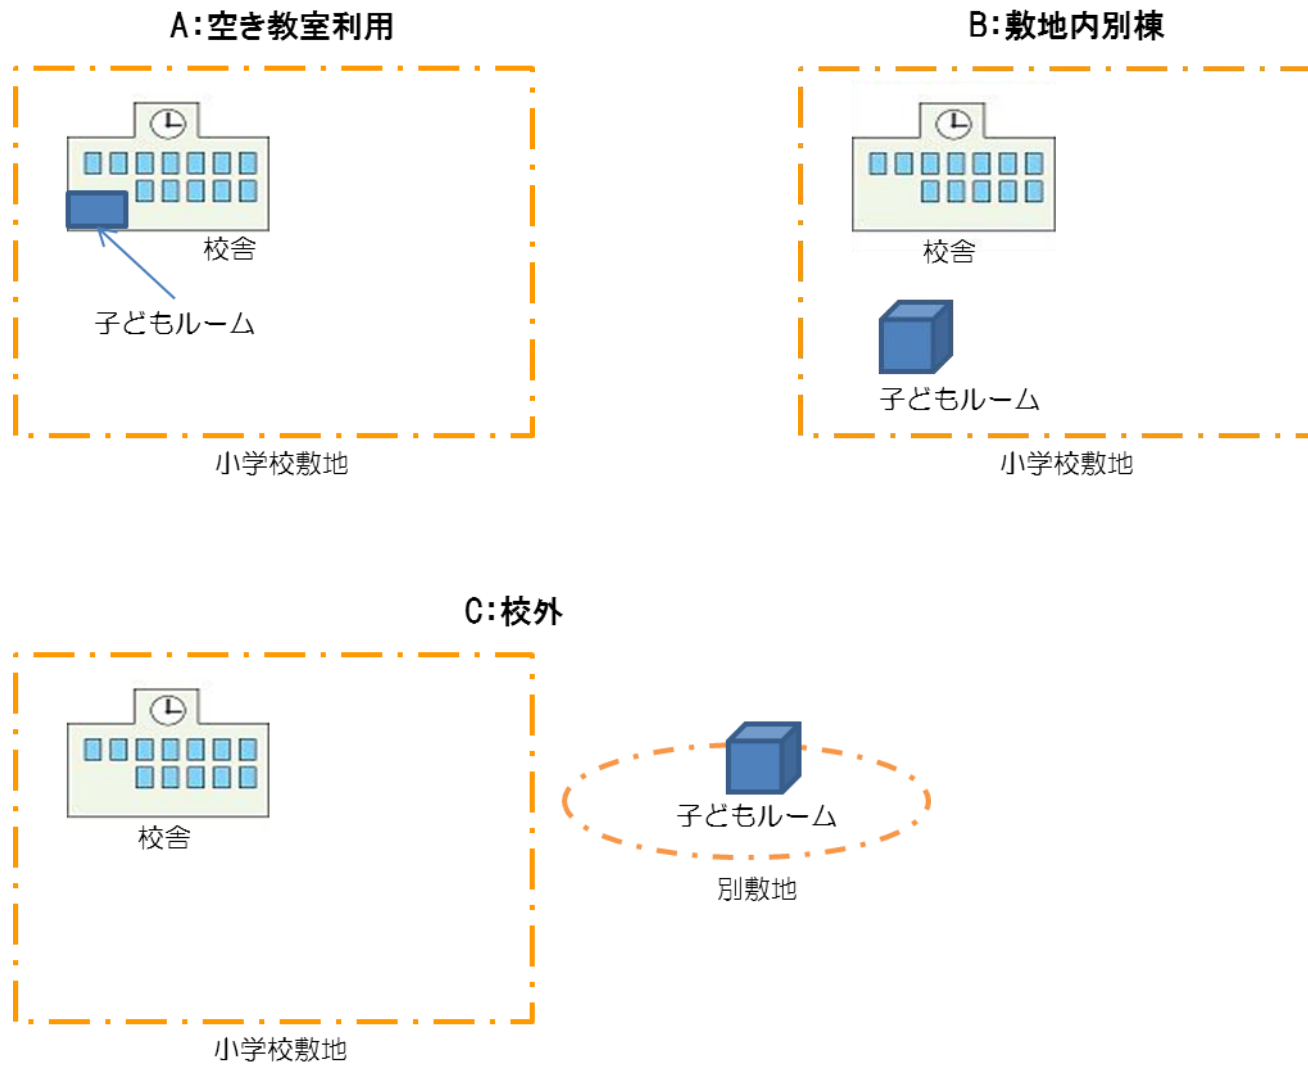 A:空き教室利用
校舎
子どもルーム
小学校敷地
B:敷地内別棟
校舎
子どもルーム
小学校敷地
C:校外
校舎
小学校敷地
子どもルーム
別敷地